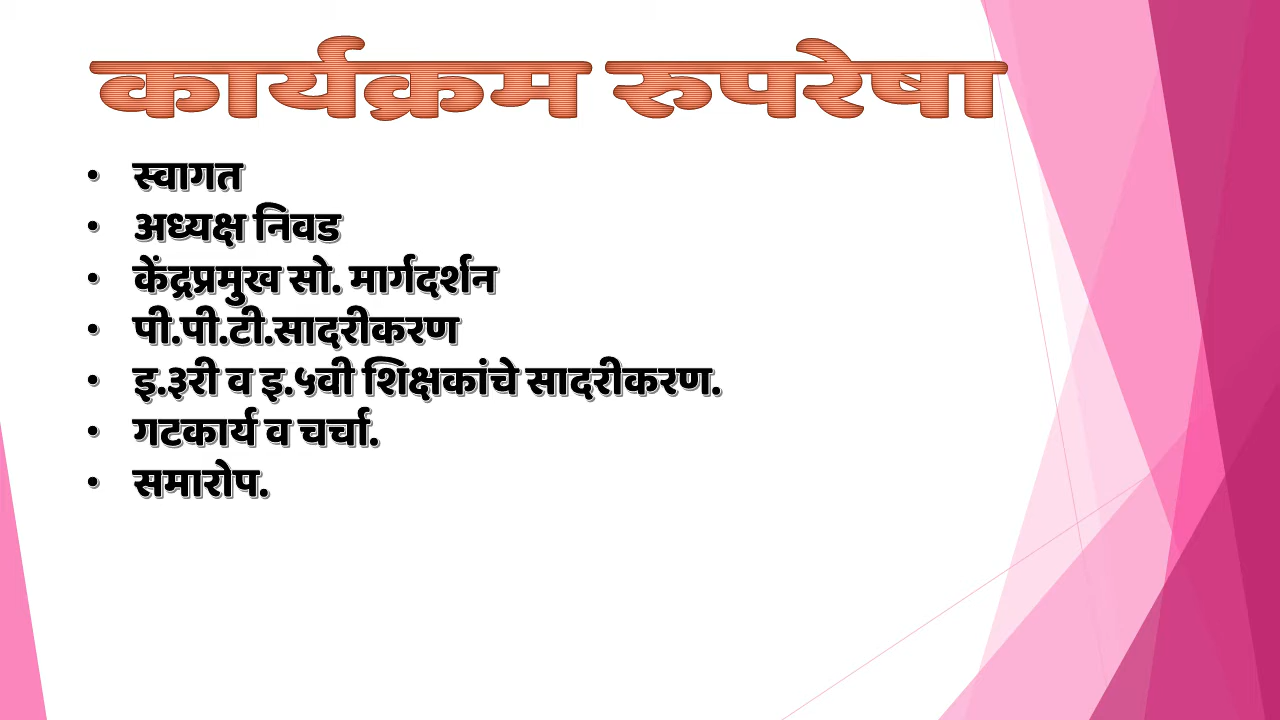 कार्यक्रम रुपरेषा
• स्वागत
• अध्यक्ष निवड
• केंद्रप्रमुख सो. मार्गदर्शन
• पी.पी.टी.सादरीकरण
• इ.३री व इ.५वी शिक्षकांचे सादरीकरण.
• गटकार्य व चर्चा.
• समारोप.